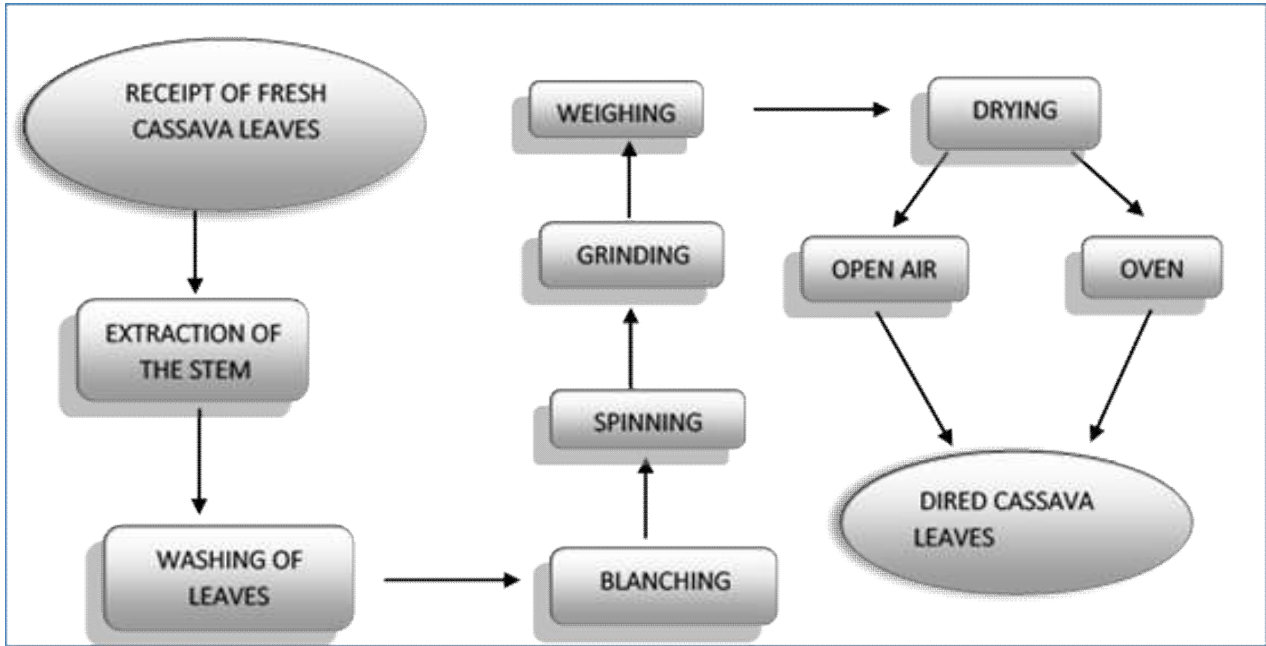 RECEIPT OF FRESH
CASSAVA LEAVES
EXTRACTION OF
THE STEM
WASHING OF
LEAVES
BLANCHING
SPINNING
GRINDING
WEIGHING
DRYING
OPEN AIR
OVEN
DIRED CASSAVA
LEAVES